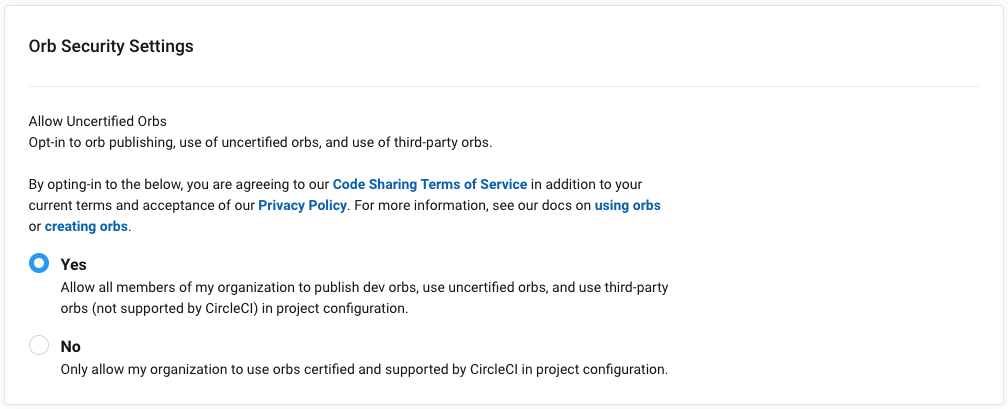 Orb Security Settings
Allow Uncertified Orbs
Opt-in to orb publishing, use of uncertified orbs, and use of third-party orbs.
By opting-in to the below, you are agreeing to our Code Sharing Terms of Service in addition to your
current terms and acceptance of our Privacy Policy. For more information, see our docs on using orbs
or creating orbs.
Yes
Allow all members of my organization to publish dev orbs, use uncertified orbs, and use third-party
orbs (not supported by CircleCI) in project configuration.
No
Only allow my organization to use orbs certified and supported by CircleCI in project configuration.